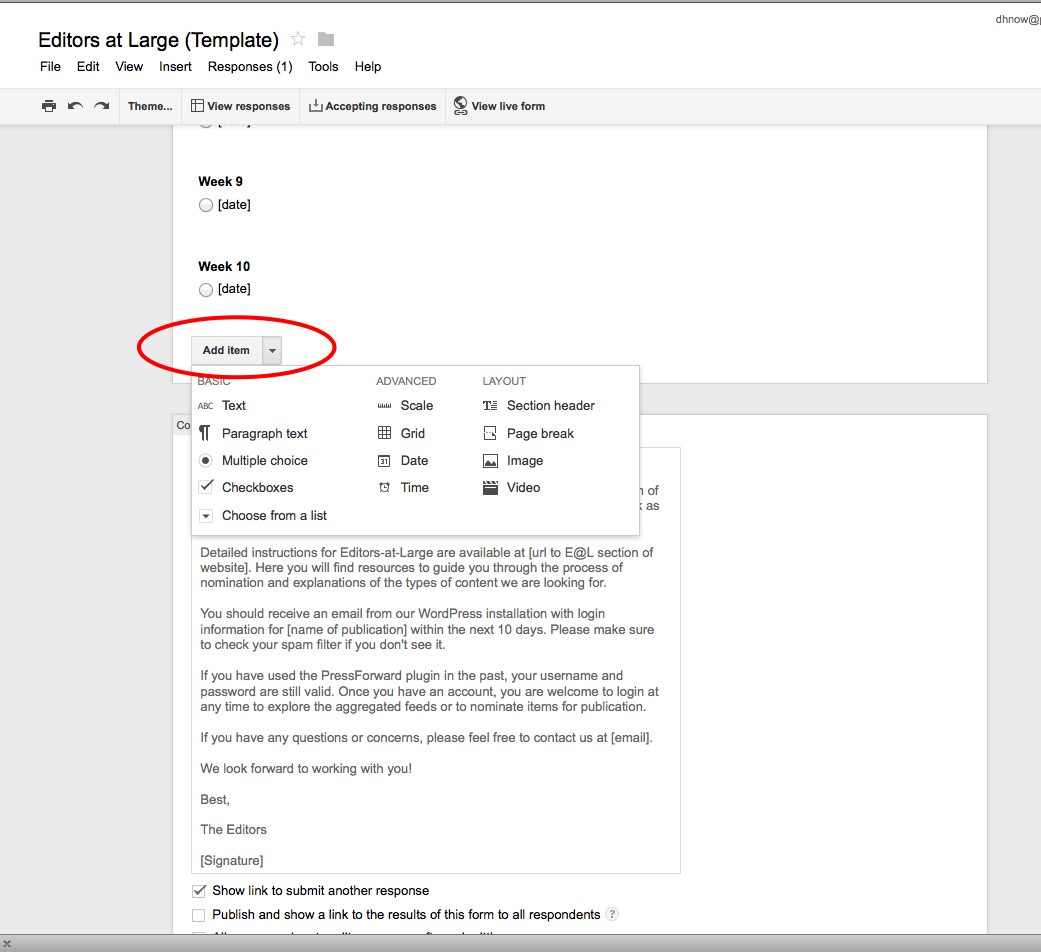 dhnow@
Editors at Large (Template)
File Edit View Insert Responses (1) Tools Help
Theme... View responses Accepting responses View live form
[date]
Week 9
[date]
Week 10
[date]
Add item
BASIC ADVANCED LAYOUT
ABC Text Scale Section header
Paragraph text Grid Page break
Multiple choice 31 Date Image
Checkboxes Time Video
Choose from a list
Co
of
as
Detailed instructions for Editors-at-Large are available at [url to E@L section of
website]. Here you will find resources to guide you through the process of
nomination and explanations of the types of content we are looking for.
You should receive an email from our WordPress installation with login
information for [name of publication] within the next 10 days. Please make sure
to check your spam filter if you don't see it.
If you have used the PressForward plugin in the past, your username and
password are still valid. Once you have an account, you are welcome to login at
any time to explore the aggregated feeds or to nominate items for publication.
If you have any questions or concerns, please feel free to contact us at [email].
We look forward to working with you!
Best,
The Editors
[Signature]
Show link to submit another response
Publish and show a link to the results of this form to all respondents ?